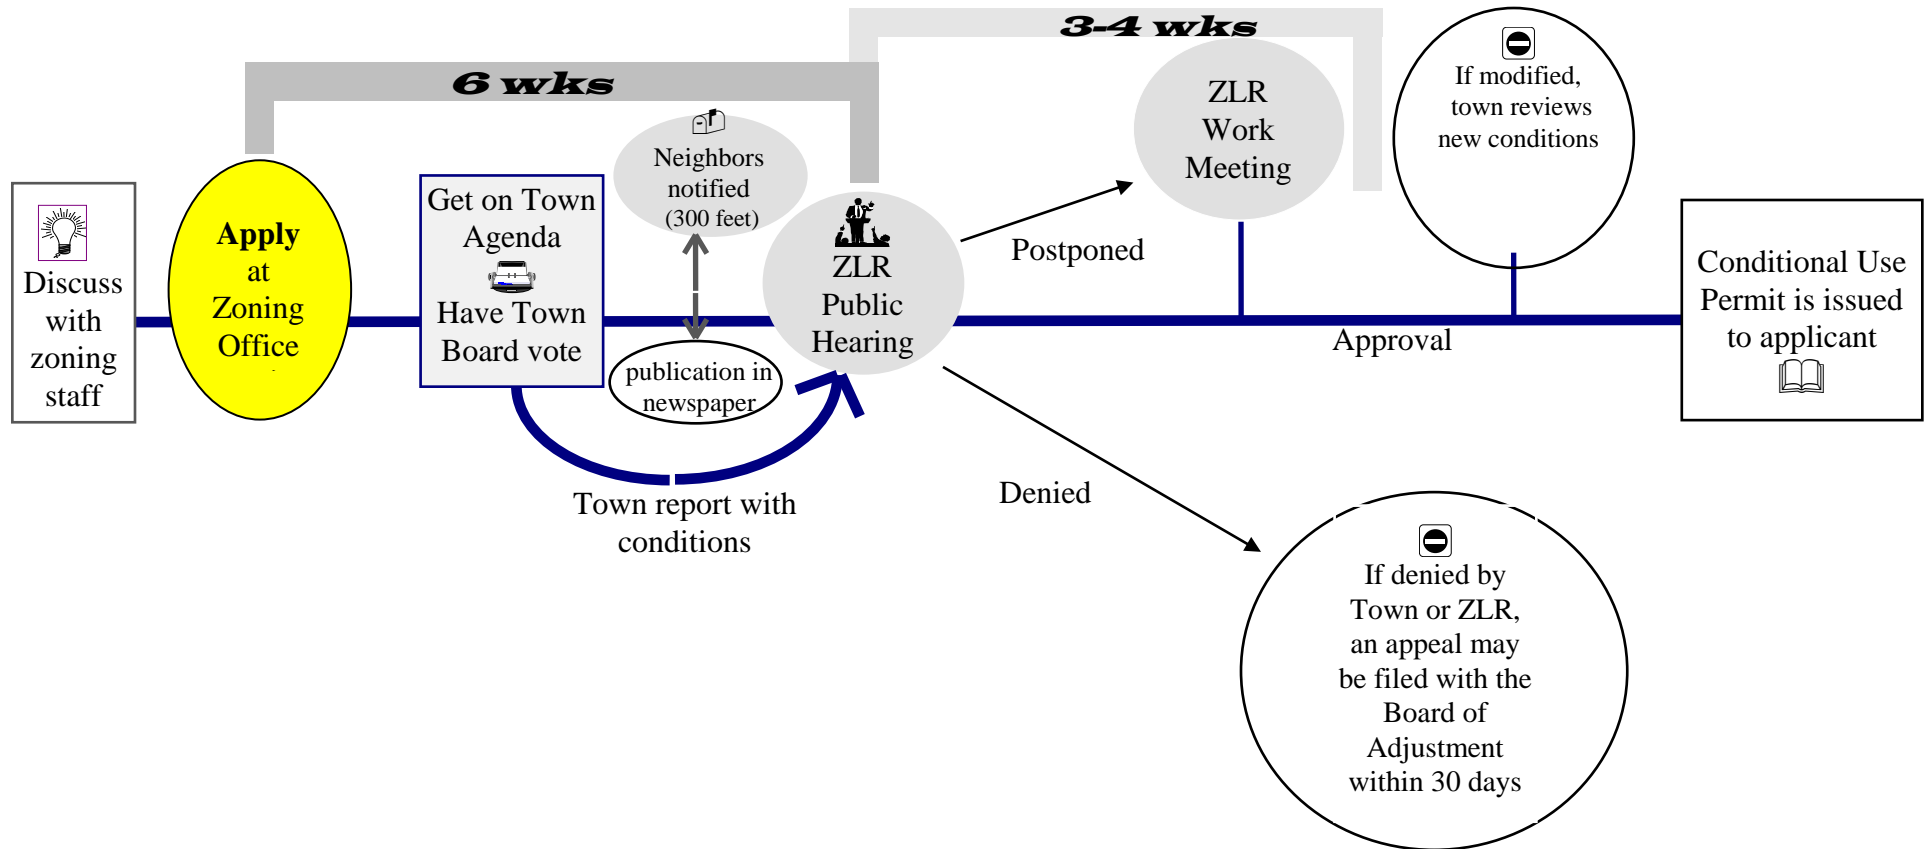 3-4 wks
6 wks
Discuss
with
zoning
staff
Apply
at
Zoning
Office
Get on Town
Agenda
Have Town
Board vote
Neighbors
notified
(300 feet)
publication in
newspaper
Town report with
conditions
ZLR
Public
Hearing
Postponed
ZLR
Work
Meeting
Approval
Denied
If modified,
town reviews
new conditions
If denied by
Town or ZLR,
an appeal may
be filed with the
Board of
Adjustment
within 30 days
Conditional Use
Permit is issued
to applicant